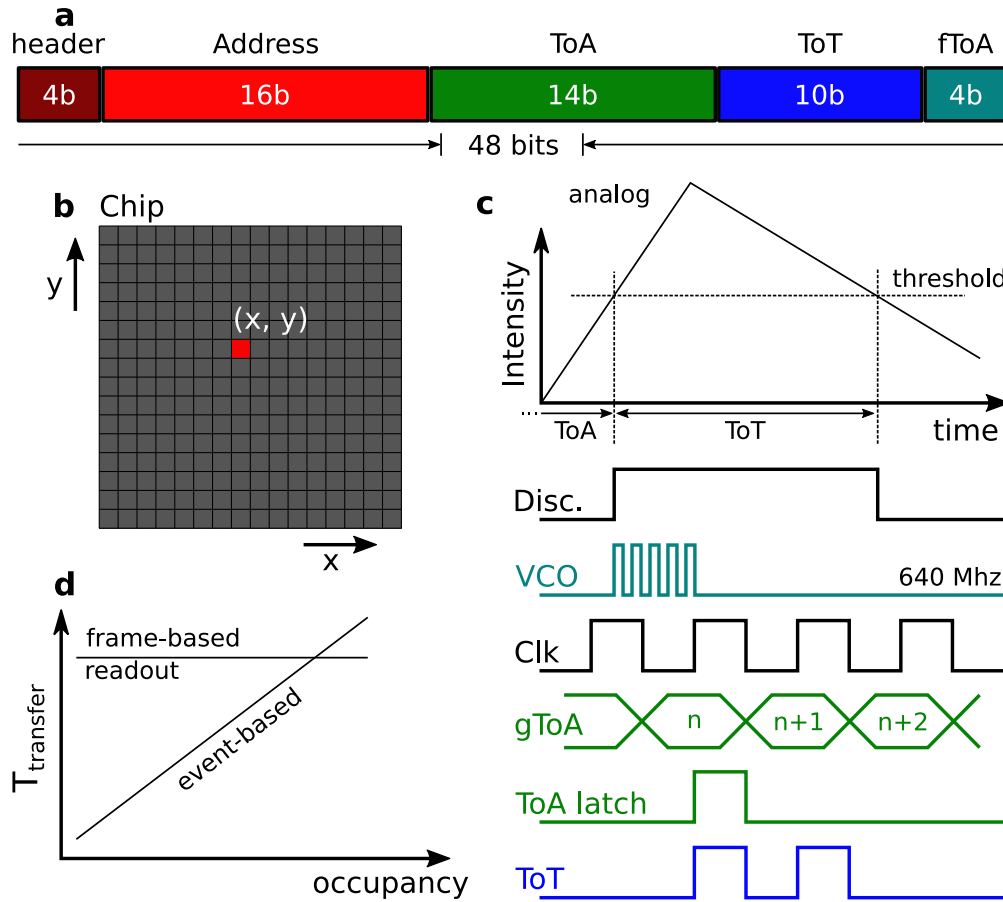 a
header Address ToA ToT fToA
4b 16b 14b 10b 4b
48 bits
b Chip
y
(x, y)
x
c
analog
threshold
Intensity
... ToA ToT time
Disc.
VCO 640 Mhz
Clk
gToA n n+1 n+2
ToA latch
ToT
d
frame-based
readout
event-based
T_transfer
occupancy